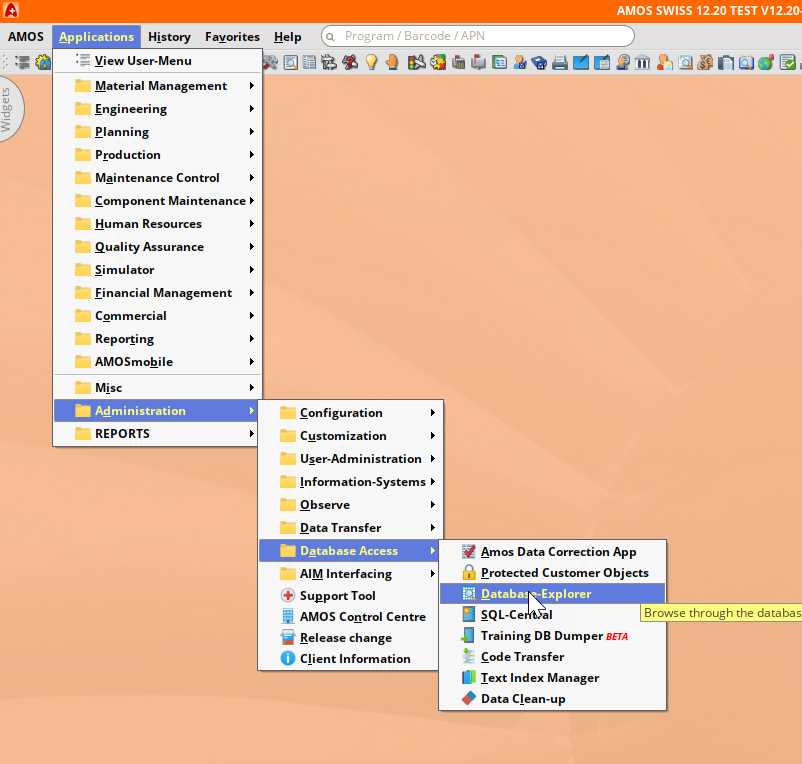 AMOS SWISS 12.20 TEST V12.20-
AMOS Applications History Favorites Help Program / Barcode / APN
Widgets
View User-Menu
Material Management
Engineering
Planning
Production
Maintenance Control
Component Maintenance
Human Resources
Quality Assurance
Simulator
Financial Management
Commercial
Reporting
AMOSmobile
Misc
Administration
REPORTS
Configuration
Customization
User-Administration
Information-Systems
Observe
Data Transfer
Database Access
AIM Interfacing
Support Tool
AMOS Control Centre
Release change
Client Information
Amos Data Correction App
Protected Customer Objects
Database-Explorer
SQL-Central
Training DB Dumper BETA
Code Transfer
Text Index Manager
Data Clean-up
Browse through the databas